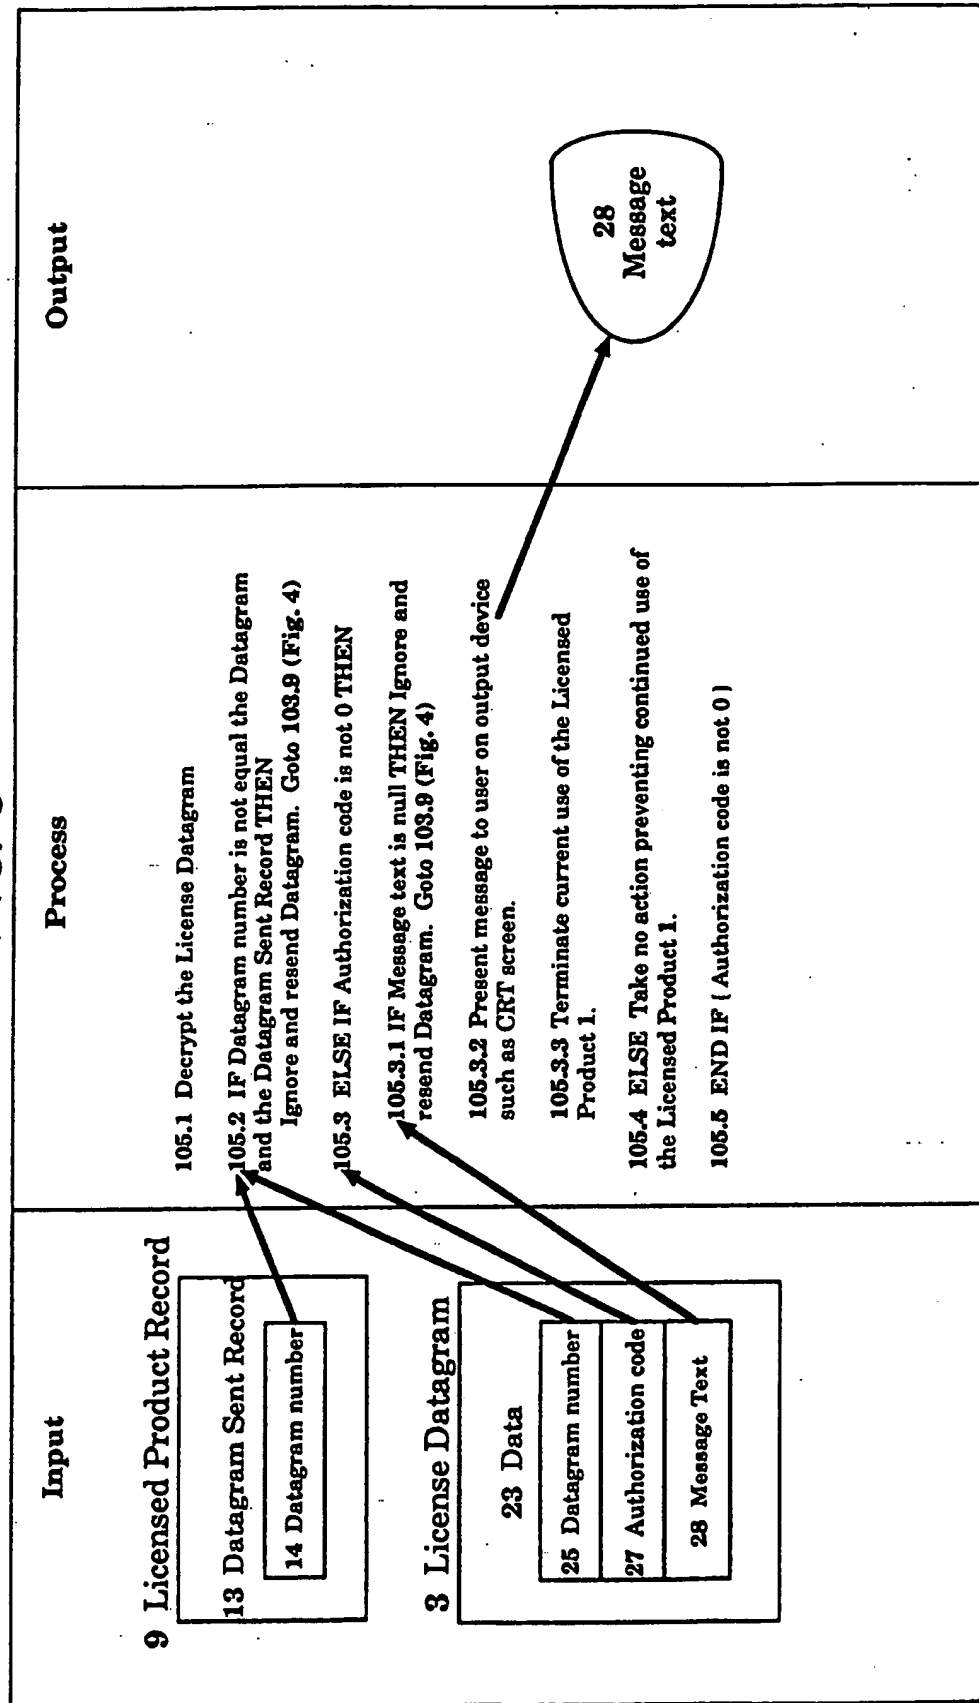 Input
Process
Output
9 Licensed Product Record
13 Datagram Sent Record
14 Datagram number
3 License Datagram
23 Data
25 Datagram number
27 Authorization code
28 Message Text
105.1 Decrypt the License Datagram
105.2 IF Datagram number is not equal the Datagram
and the Datagram Sent Record THEN
Ignore and resend Datagram. Goto 103.9 (Fig. 4)
105.3 ELSE IF Authorization code is not 0 THEN
105.3.1 IF Message text is null THEN Ignore and
resend Datagram. Goto 103.9 (Fig. 4)
105.3.2 Present message to user on output device
such as CRT screen.
105.3.3 Terminate current use of the Licensed
Product 1.
105.4 ELSE Take no action preventing continued use of
the Licensed Product 1.
105.5 END IF { Authorization code is not 0 }
28
Message
text